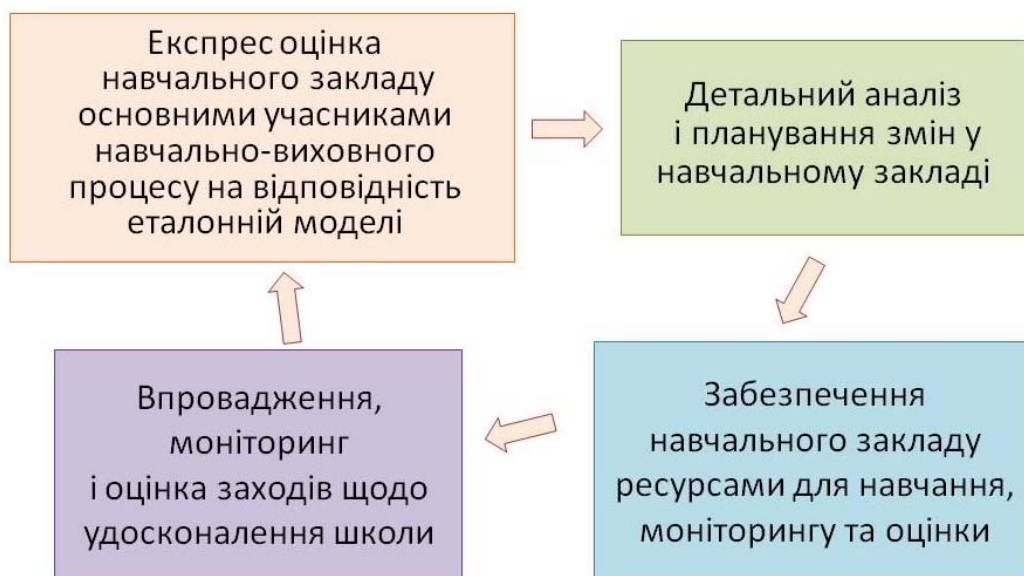 Експрес оцінка
навчального закладу
основними учасниками
навчально-виховного
процесу на відповідність
еталонній моделі
Детальний аналіз
і планування змін у
навчальному закладі
Забезпечення
навчального закладу
ресурсами для навчання,
моніторингу та оцінки
Впровадження,
моніторинг
і оцінка заходів щодо
удосконалення школи